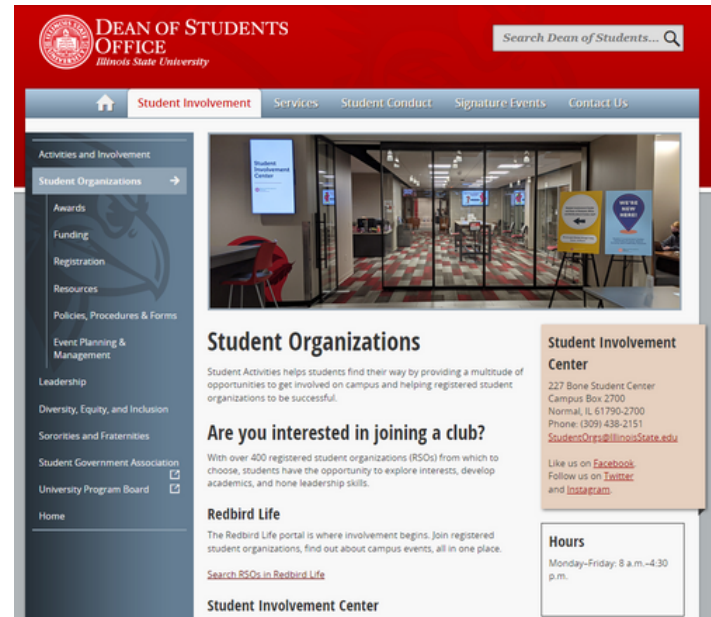 DEAN OF STUDENTS
OFFICE
Illinois State University
Search Dean of Students...
Student Involvement
Services
Student Conduct
Signature Events
Contact Us
Activities and Involvement
Student Organizations
Awards
Funding
Registration
Resources
Policies, Procedures & Forms
Event Planning &
Management
Leadership
Diversity, Equity, and Inclusion
Sororities and Fraternities
Student Government Association
University Program Board
Home
Student
Involvement
Center
WE'RE
NEW
HERE!
Student Organizations
Student Activities helps students find their way by providing a multitude of
opportunities to get involved on campus and helping registered student
organizations to be successful.
Are you interested in joining a club?
With over 400 registered student organizations (RSOs) from which to
choose, students have the opportunity to explore interests, develop
academics, and hone leadership skills.
Redbird Life
The Redbird Life portal is where involvement begins. Join registered
student organizations, find out about campus events, all in one place.
Search RSOs in Redbird Life
Student Involvement Center
Student Involvement
Center
227 Bone Student Center
Campus Box 2700
Normal, IL 61790-2700
Phone: (309) 438-2151
StudentOrgs@IllinoisState.edu
Like us on Facebook.
Follow us on Twitter
and Instagram.
Hours
Monday–Friday: 8 a.m.–4:30
p.m.